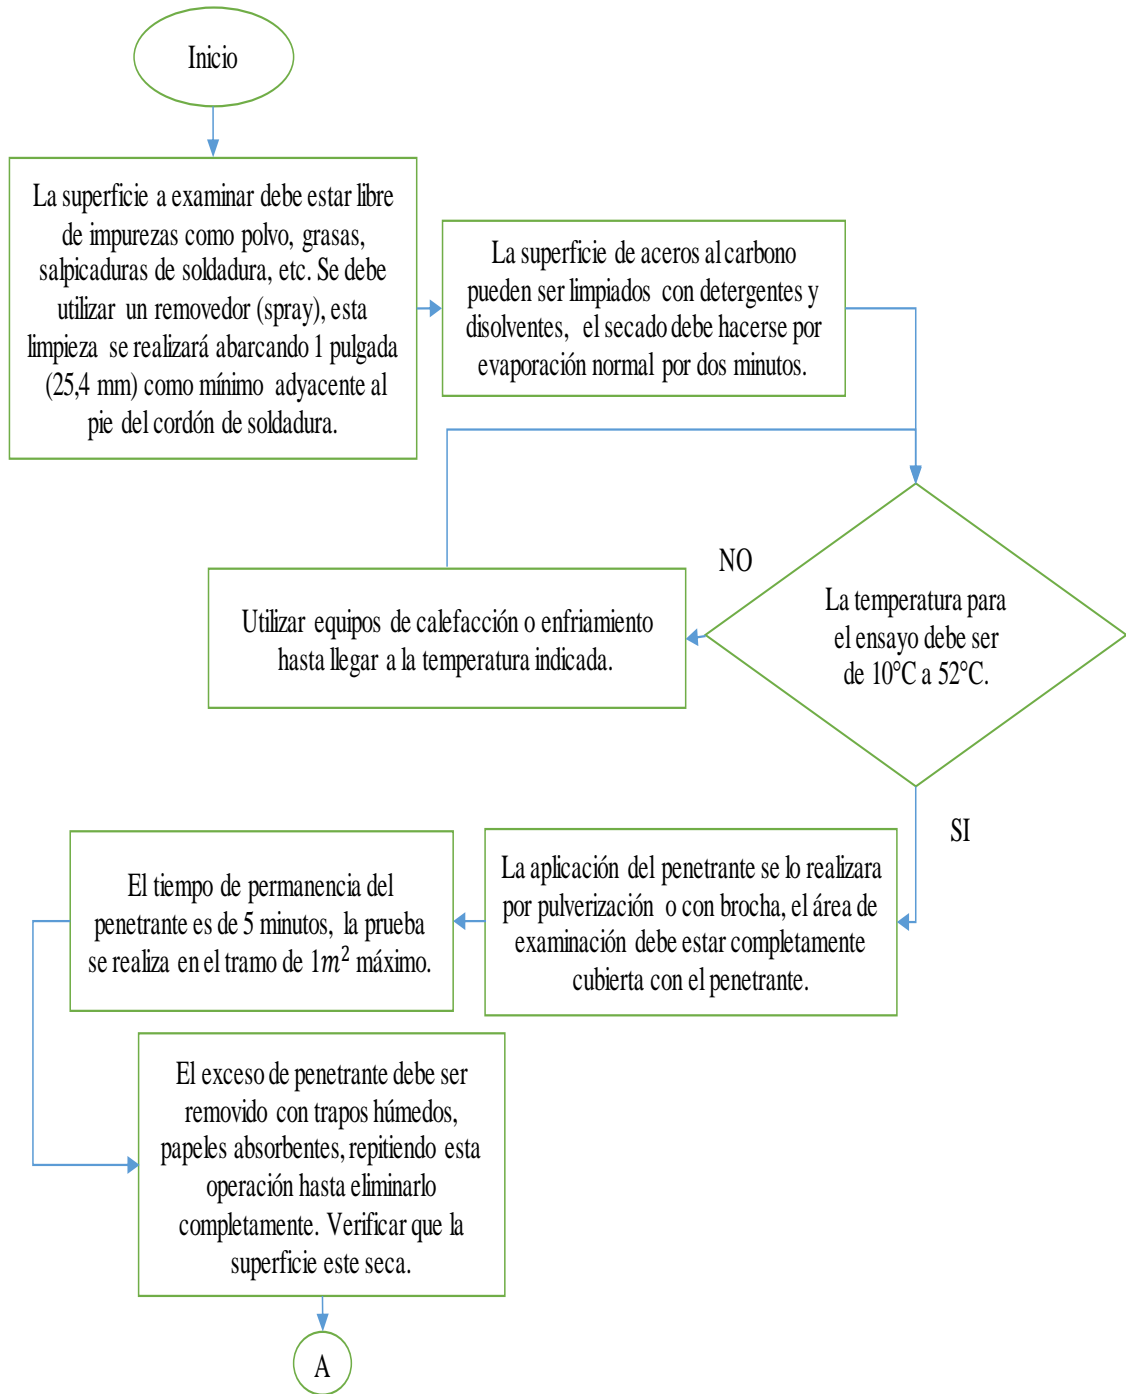 Inicio
La superficie a examinar debe estar libre
de impurezas como polvo, grasas,
salpicaduras de soldadura, etc. Se debe
utilizar un removedor (spray), esta
limpieza se realizará abarcando 1 pulgada
(25,4 mm) como mínimo adyacente al
pie del cordón de soldadura.
La superficie de aceros al carbono
pueden ser limpiados con detergentes y
disolventes, el secado debe hacerse por
evaporación normal por dos minutos.
NO
La temperatura para
el ensayo debe ser
de 10°C a 52°C.
Utilizar equipos de calefacción o enfriamiento
hasta llegar a la temperatura indicada.
SI
La aplicación del penetrante se lo realizara
por pulverización o con brocha, el área de
examinación debe estar completamente
cubierta con el penetrante.
El tiempo de permanencia del
penetrante es de 5 minutos, la prueba
se realiza en el tramo de 1m² máximo.
El exceso de penetrante debe ser
removido con trapos húmedos,
papeles absorbentes, repitiendo esta
operación hasta eliminarlo
completamente. Verificar que la
superficie este seca.
A